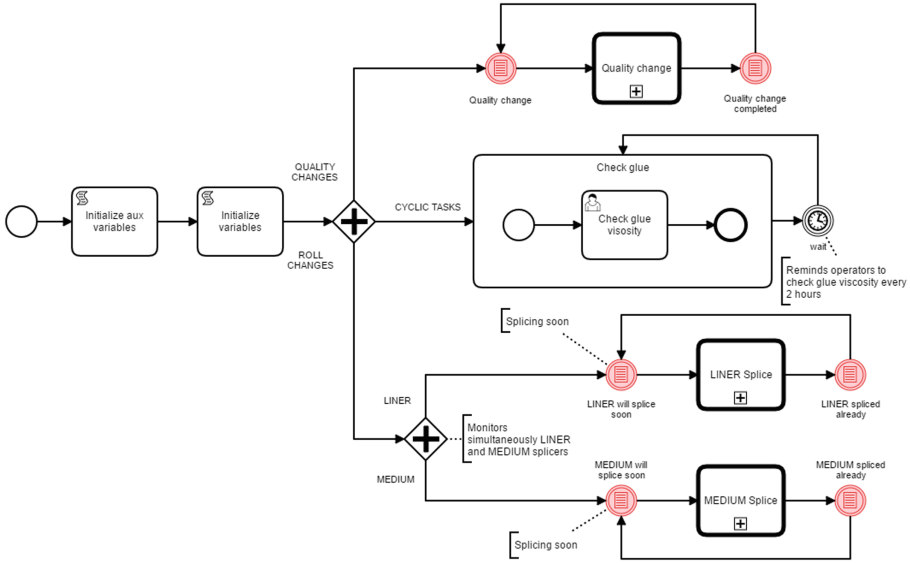 Quality change
Quality change
Quality change
completed
QUALITY
CHANGES
Check glue
Initialize aux
variables
Initialize
variables
CYCLIC TASKS
Check glue
visosity
wait
ROLL
CHANGES
Reminds operators to
check glue viscosity every
2 hours
Splicing soon
LINER Splice
LINER
LINER will splice
soon
LINER spliced
already
Monitors
simultaneously LINER
and MEDIUM splicers
MEDIUM
MEDIUM will
splice soon
MEDIUM spliced
already
MEDIUM Splice
Splicing soon